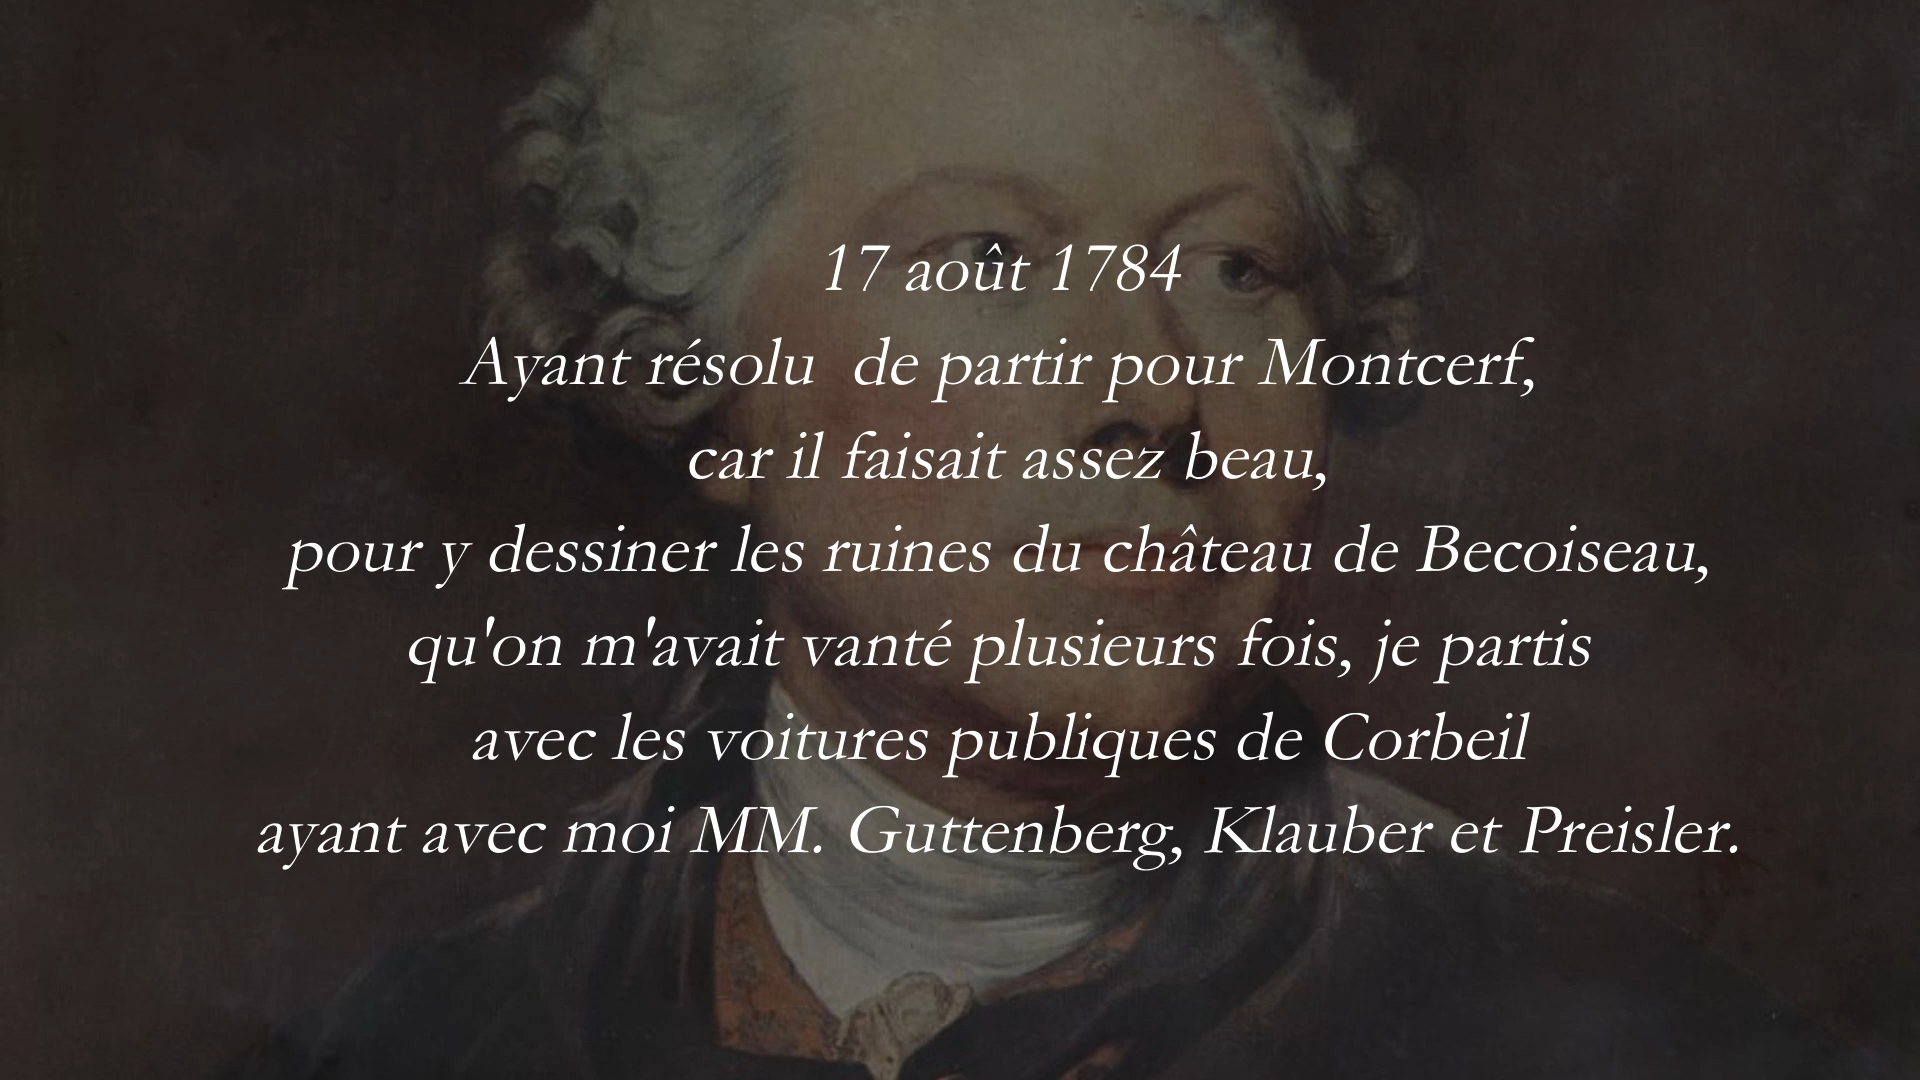 17 août 1784
Ayant résolu  de partir pour Montcerf,
car il faisait assez beau,
pour y dessiner les ruines du château de Becoiseau,
qu'on m'avait vanté plusieurs fois, je partis
avec les voitures publiques de Corbeil
ayant avec moi MM. Guttenberg, Klauber et Preisler.